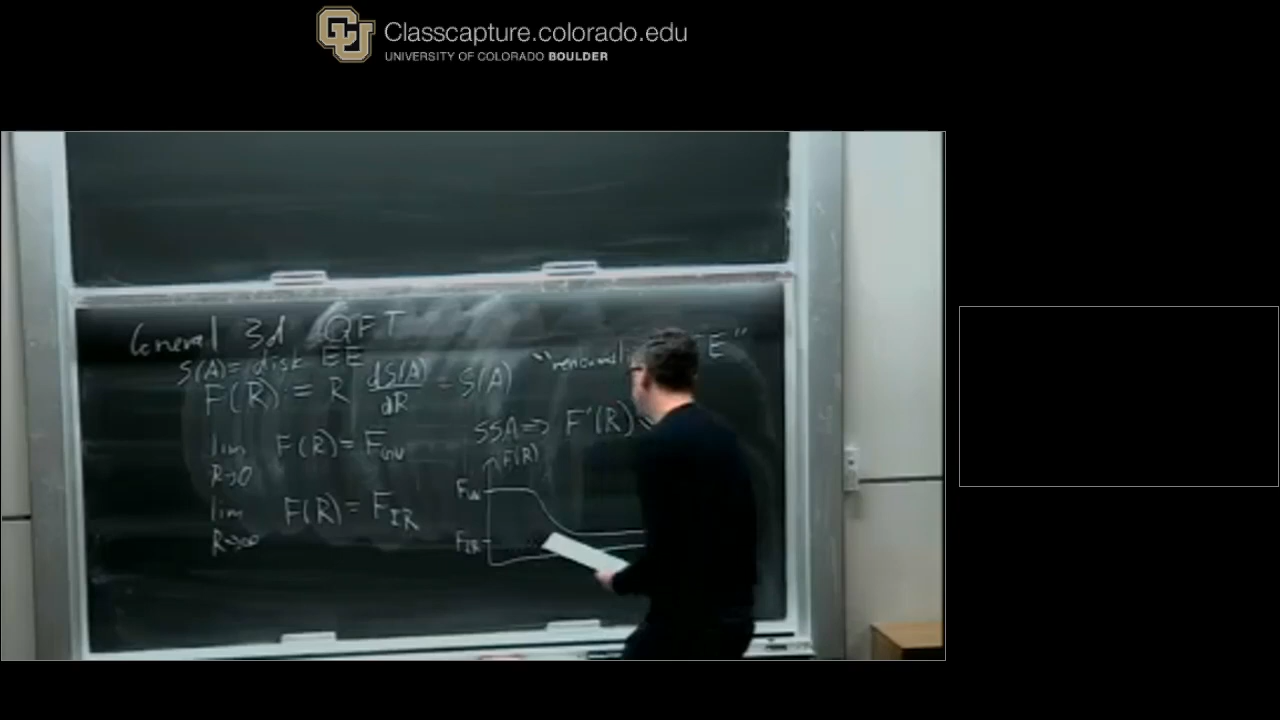 Classcapture.colorado.edu
UNIVERSITY OF COLORADO BOULDER
General 3d QFT
S(A) = disk EE
F(R) := R dS(A)/dR - S(A)
E"
SSA => F'(R)
lim R→0 F(R) = F_UV
lim R→∞ F(R) = F_IR
F(R)
F_UV
F_IR